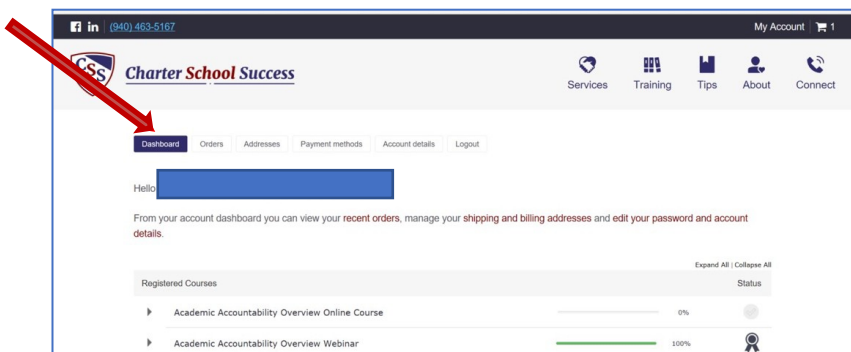 (940) 463-5167
My Account 1
CSS Charter School Success
Services Training Tips About Connect
Dashboard Orders Addresses Payment methods Account details Logout
Hello
From your account dashboard you can view your recent orders, manage your shipping and billing addresses and edit your password and account
details.
Expand All | Collapse All
Registered Courses Status
Academic Accountability Overview Online Course 0%
Academic Accountability Overview Webinar 100%